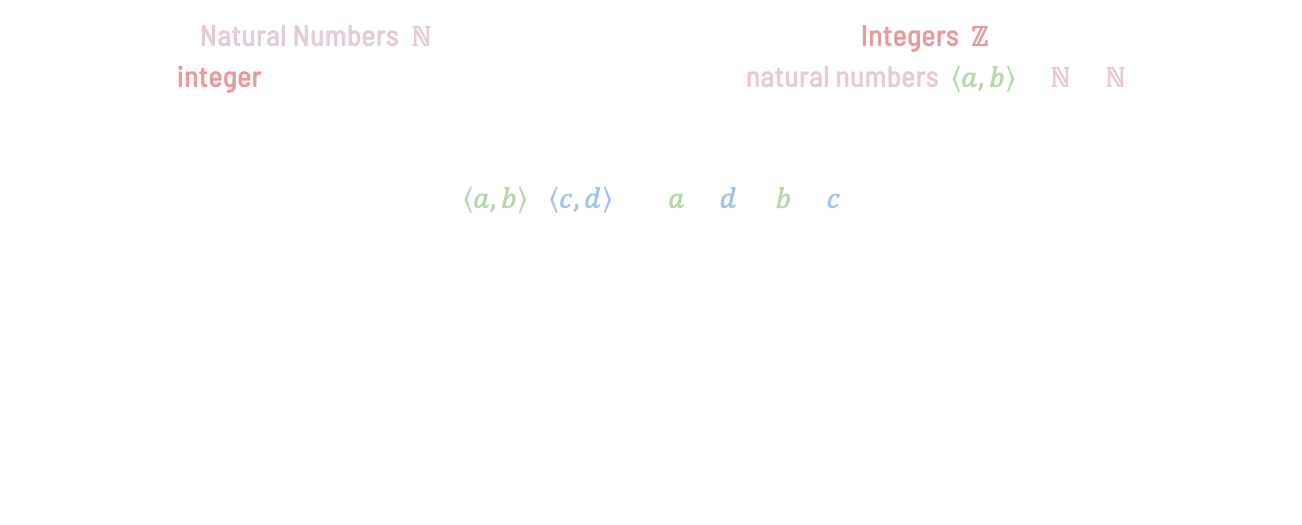 Natural Numbers ℕ Integers ℤ
integer natural numbers ⟨a, b⟩ ℕ ℕ
⟨a, b⟩ ⟨c, d⟩ a d b c